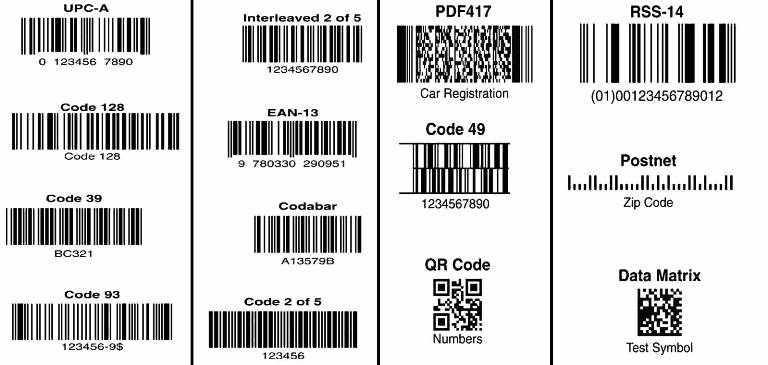 UPC-A
0 123456 7890
Code 128
Code 128
Code 39
BC321
Code 93
123456-9$
Interleaved 2 of 5
1234567890
EAN-13
9 780330 290951
Codabar
A13579B
Code 2 of 5
123456
PDF417
Car Registration
Code 49
1234567890
QR Code
Numbers
RSS-14
(01)00123456789012
Postnet
Zip Code
Data Matrix
Test Symbol